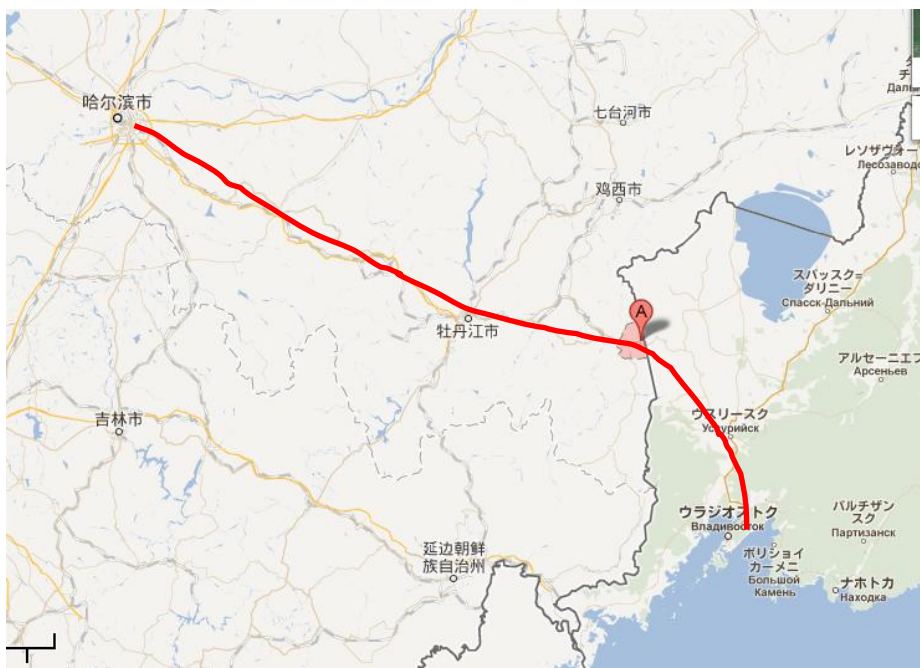 哈尔滨市
七台河市
鸡西市
Даль
レソザヴォー
Лесозаводс
スパッスク=
ダリニー
Спасск-Дальний
A
牡丹江市
アルセーニエフ
Арсеньев
吉林市
ウスリースク
Уссурийск
ウラジオストク
Владивосток
パルチザン
スク
Партизанск
延边朝鲜
族自治州
ボリショイ
カーメニ
Большой
Камень
ナホトカ
Находка